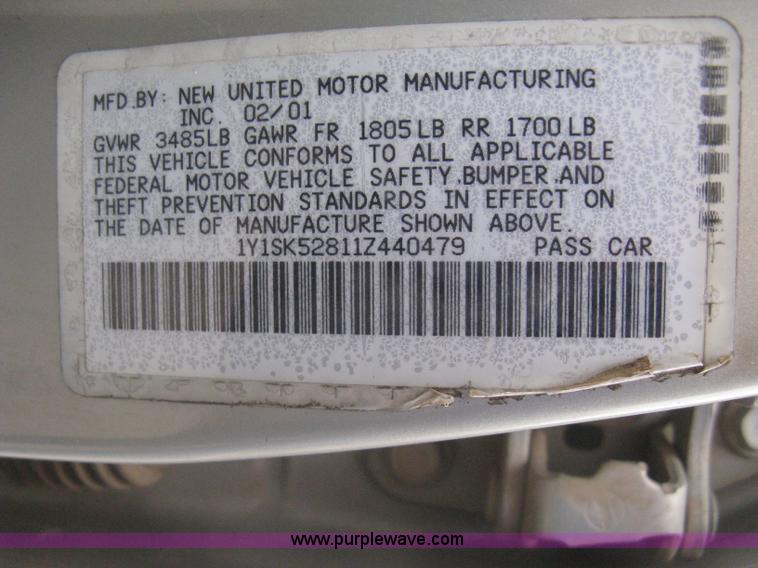 MFD.BY: NEW UNITED MOTOR MANUFACTURING
INC. 02/01
GVWR 3485LB GAWR FR 1805LB RR 1700LB
THIS VEHICLE CONFORMS TO ALL APPLICABLE
FEDERAL MOTOR VEHICLE SAFETY,BUMPER,AND
THEFT PREVENTION STANDARDS IN EFFECT ON
THE DATE OF MANUFACTURE SHOWN ABOVE.
1Y1SK52811Z440479 PASS CAR
www.purplewave.com